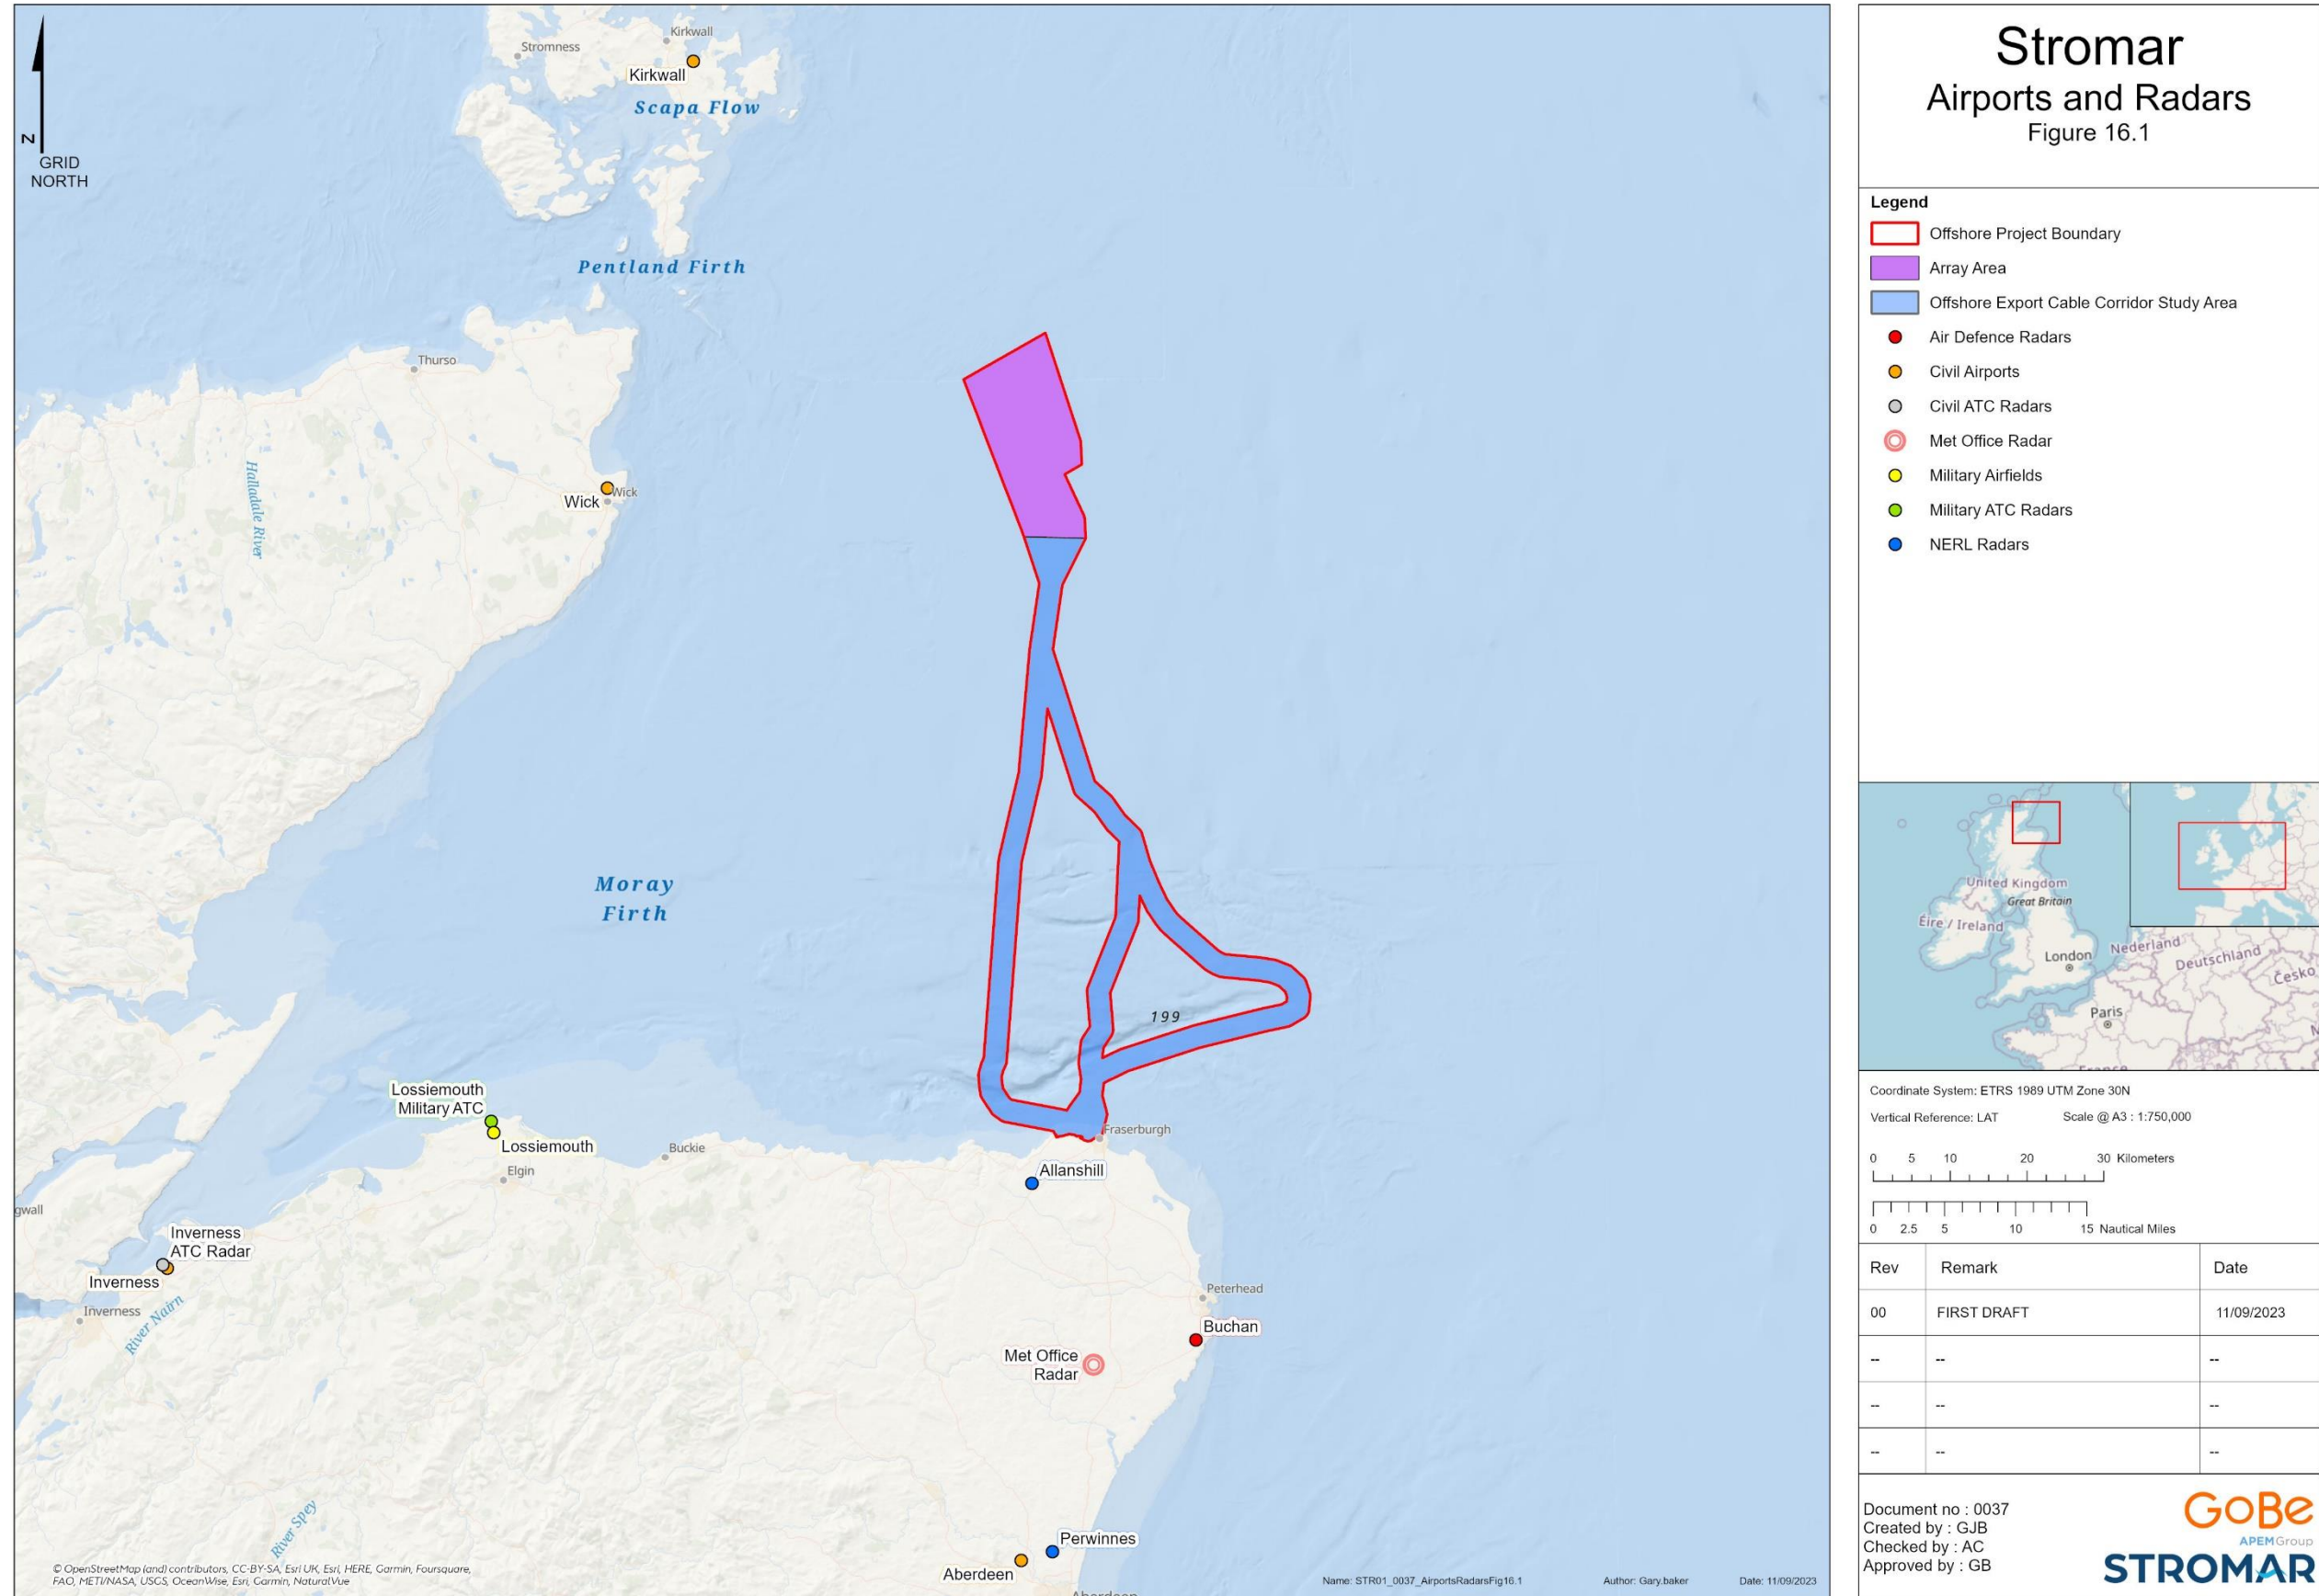 Stromness
Kirkwall
Kirkwall
Scapa Flow
N
GRID
NORTH
Pentland Firth
Thurso
Halladale River
Wick
Wick
Moray
Firth
199
Lossiemouth
Military ATC
Lossiemouth
Elgin
Buckie
Fraserburgh
Allanshill
gwall
Inverness
ATC Radar
Inverness
Inverness
River Nairn
Peterhead
Buchan
Met Office
Radar
River Spey
Perwinnes
Aberdeen
Aberdeen
© OpenStreetMap (and) contributors, CC-BY-SA, Esri UK, Esri, HERE, Garmin, Foursquare,
FAO, METI/NASA, USGS, OceanWise, Esri, Garmin, NaturalVue
Name: STR01_0037_AirportsRadarsFig16.1 Author: Gary.baker Date: 11/09/2023
Stromar
Airports and Radars
Figure 16.1
Legend
Offshore Project Boundary
Array Area
Offshore Export Cable Corridor Study Area
Air Defence Radars
Civil Airports
Civil ATC Radars
Met Office Radar
Military Airfields
Military ATC Radars
NERL Radars
United Kingdom
Great Britain
Éire / Ireland
London
Nederland
Deutschland
Česko
Paris
France
Coordinate System: ETRS 1989 UTM Zone 30N
Vertical Reference: LAT Scale @ A3 : 1:750,000
0 5 10 20 30 Kilometers
0 2.5 5 10 15 Nautical Miles
Rev Remark Date
00 FIRST DRAFT 11/09/2023
-- -- --
-- -- --
-- -- --
Document no : 0037
Created by : GJB
Checked by : AC
Approved by : GB
GoBe
APEMGroup
STROMAR